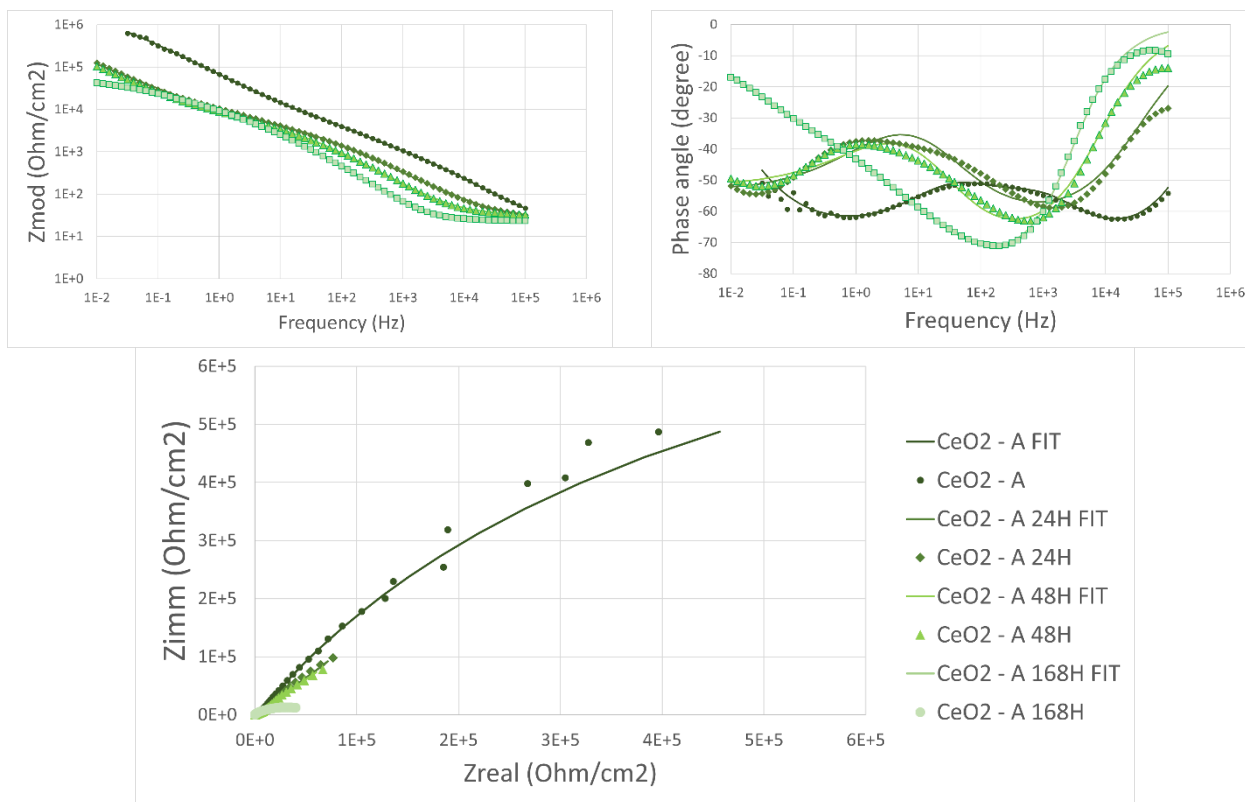 1E+6
1E+5
1E+4
1E+3
1E+2
1E+1
1E+0
Zmod (Ohm/cm2)
1E-2 1E-1 1E+0 1E+1 1E+2 1E+3 1E+4 1E+5 1E+6
Frequency (Hz)
0
-10
-20
-30
-40
-50
-60
-70
-80
Phase angle (degree)
1E-2 1E-1 1E+0 1E+1 1E+2 1E+3 1E+4 1E+5 1E+6
Frequency (Hz)
6E+5
5E+5
4E+5
3E+5
2E+5
1E+5
0E+0
Zimm (Ohm/cm2)
0E+0 1E+5 2E+5 3E+5 4E+5 5E+5 6E+5
Zreal (Ohm/cm2)
CeO2 - A FIT
CeO2 - A
CeO2 - A 24H FIT
CeO2 - A 24H
CeO2 - A 48H FIT
CeO2 - A 48H
CeO2 - A 168H FIT
CeO2 - A 168H